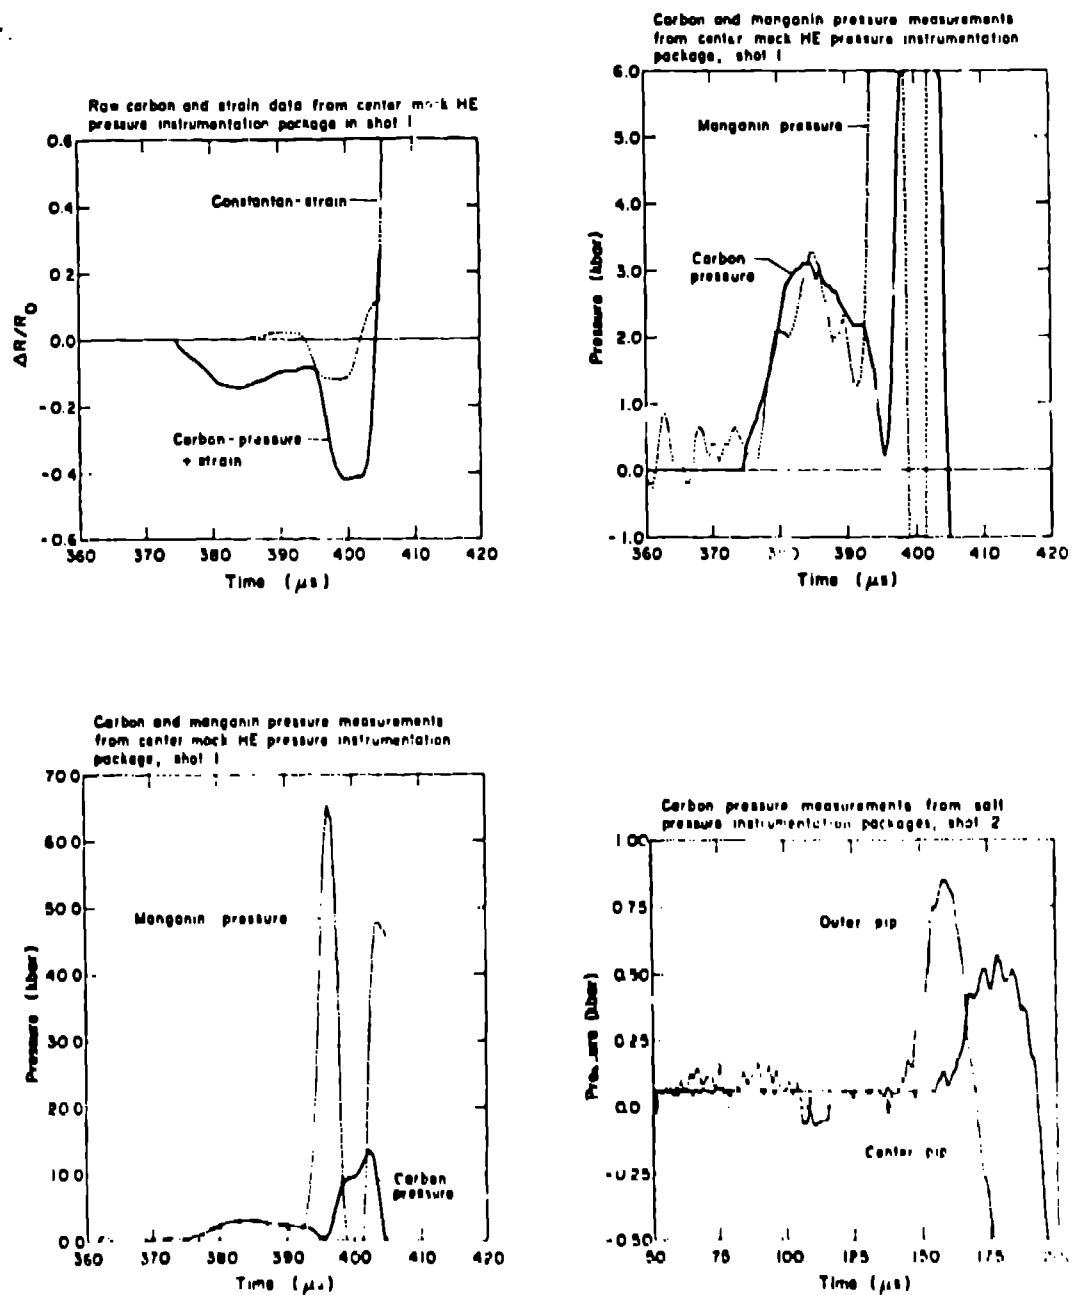 Raw carbon and strain data from center mock HE
pressure instrumentation package in shot 1
0.6
0.4
0.2
0.0
-0.2
-0.4
-0.6
ΔR/R0
Constantan-strain
Carbon-pressure
+ strain
360 370 380 390 400 410 420
Time (μs)
Carbon and manganin pressure measurements
from center mock HE pressure instrumentation
package, shot 1
6.0
5.0
4.0
3.0
2.0
1.0
0.0
-1.0
Pressure (kbar)
Manganin pressure
Carbon
pressure
360 370 390 400 410 420
Time (μs)
Carbon and manganin pressure measurements
from center mock HE pressure instrumentation
package, shot 1
70 0
60 0
50 0
40 0
30 0
20 0
10 0
0 0
Pressure (kbar)
Manganin pressure
Carbon
pressure
360 370 380 390 400 410 420
Time (μs)
Carbon pressure measurements from salt
pressure instrumentation packages, shot 2
1.00
0.75
0.50
0.25
0.0
-0.25
-0.50
Pressure (kbar)
Outer pip
Center pip
50 75 100 125 150 175
Time (μs)